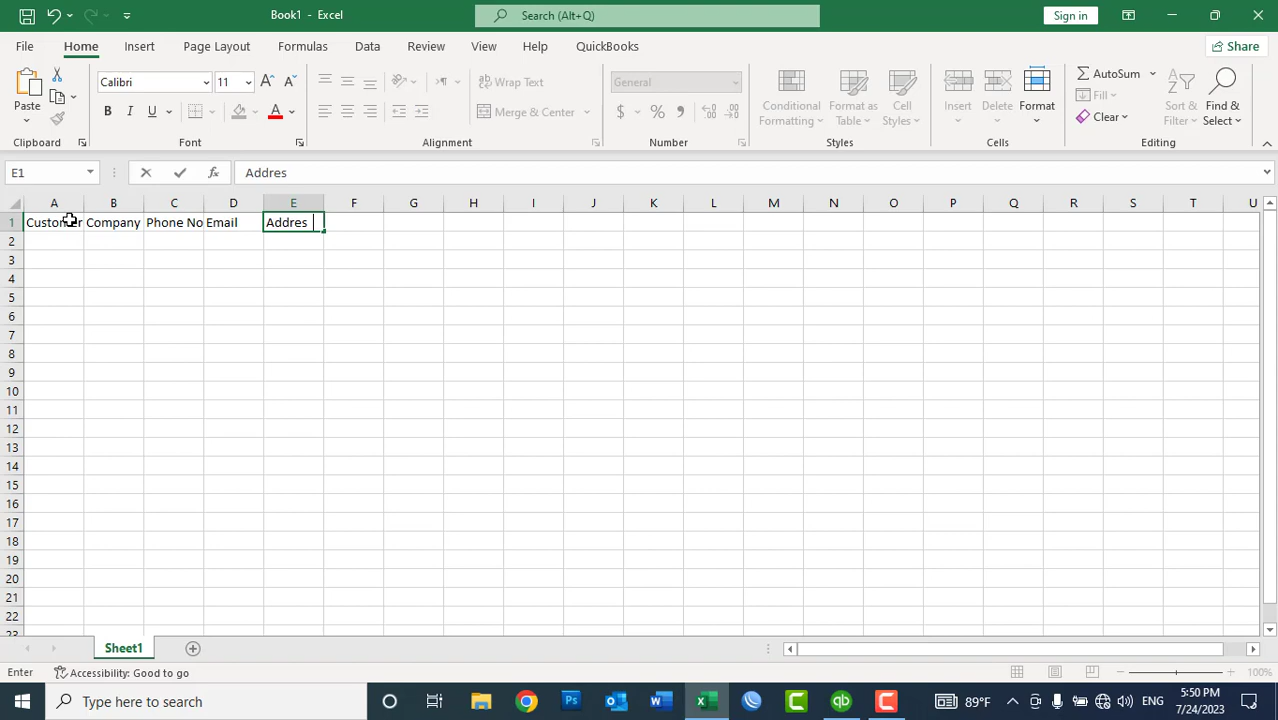 Book1 - Excel
Search (Alt+Q)
Sign in
File Home Insert Page Layout Formulas Data Review View Help QuickBooks
Share
Paste
Clipboard
Calibri 11
B I U
Font
Wrap Text
Merge & Center
Alignment
General
$ % ,
Number
Conditional Formatting
Format as Table
Cell Styles
Styles
Insert
Delete
Format
Cells
AutoSum
Fill
Clear
Sort & Filter
Find & Select
Editing
E1
fx
Addres
A B C D E F G H I J K L M N O P Q R S T U
1 Customer Company Phone No Email Addres
2
3
4
5
6
7
8
9
10
11
12
13
14
15
16
17
18
19
20
21
22
23
Sheet1
Enter
Accessibility: Good to go
100%
Type here to search
89°F
ENG
5:50 PM
7/24/2023